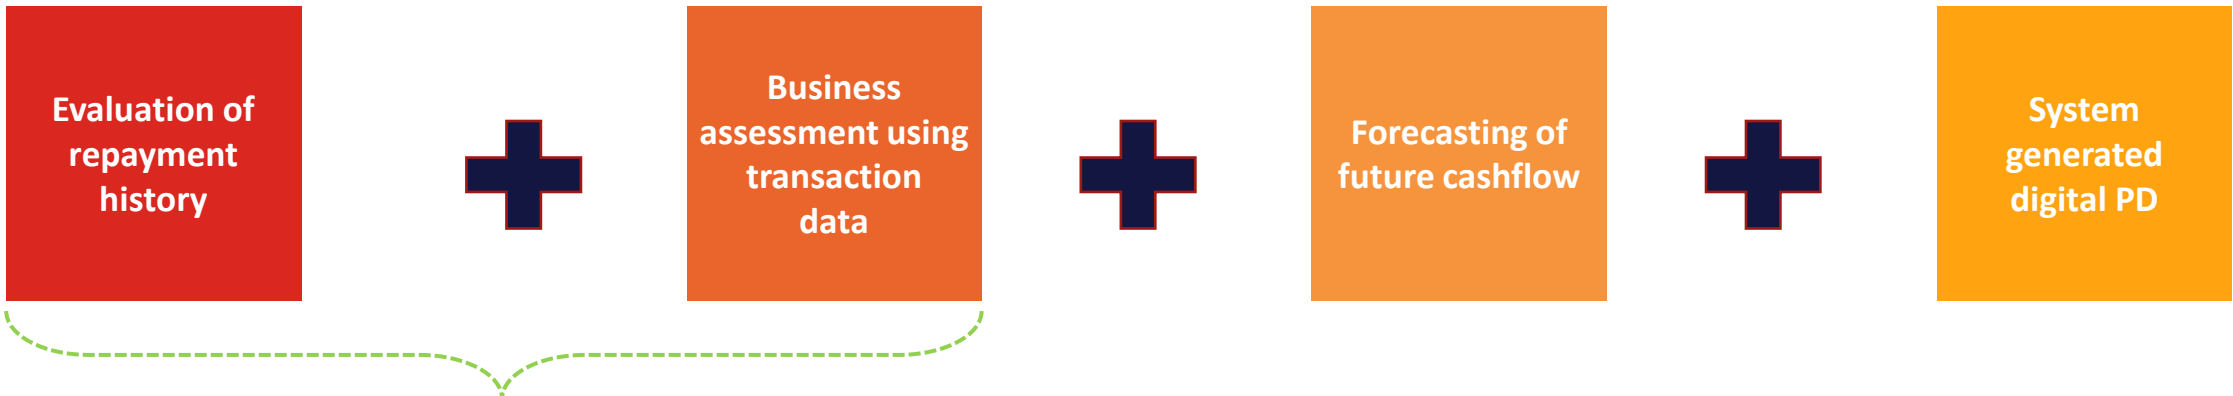 Evaluation of
repayment
history
Business
assessment using
transaction
data
Forecasting of
future cashflow
System
generated
digital PD